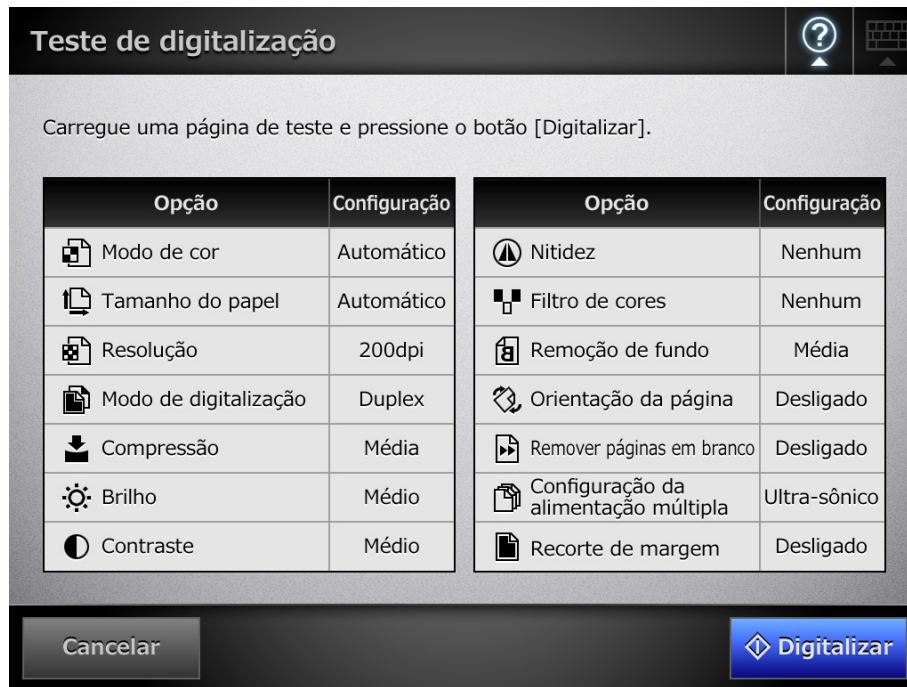 Teste de digitalização
Carregue uma página de teste e pressione o botão [Digitalizar].
Opção Configuração
Modo de cor Automático
Tamanho do papel Automático
Resolução 200dpi
Modo de digitalização Duplex
Compressão Média
Brilho Médio
Contraste Médio
Opção Configuração
Nitidez Nenhum
Filtro de cores Nenhum
Remoção de fundo Média
Orientação da página Desligado
Remover páginas em branco Desligado
Configuração da
alimentação múltipla Ultra-sônico
Recorte de margem Desligado
Cancelar
Digitalizar